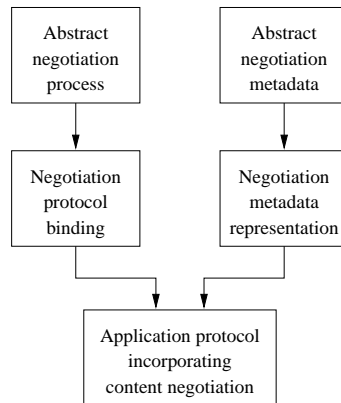 Abstract
negotiation
process
Abstract
negotiation
metadata
Negotiation
protocol
binding
Negotiation
metadata
representation
Application protocol
incorporating
content negotiation